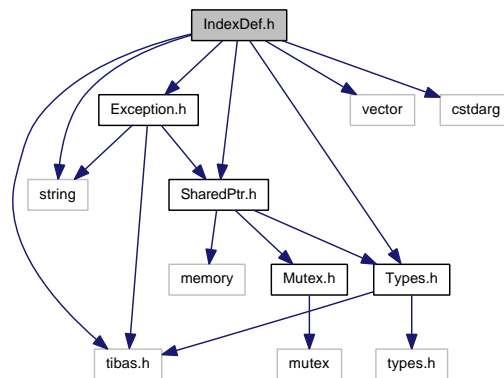 IndexDef.h
Exception.h
vector
cstdarg
string
SharedPtr.h
memory
Mutex.h
Types.h
tibas.h
mutex
types.h